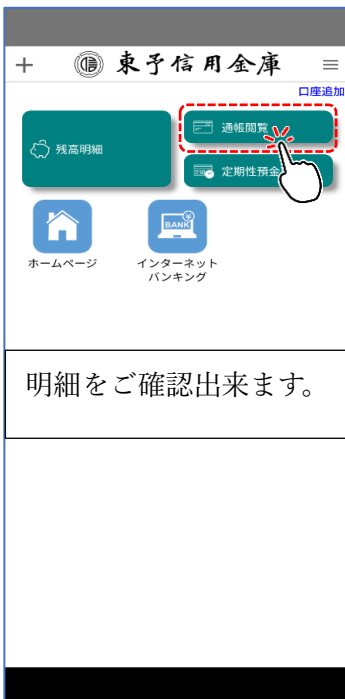 東予信用金庫
口座追加
残高明細
通帳閲覧
定期性預金
ホームページ
BANK
インターネット
バンキング
明細をご確認出来ます。